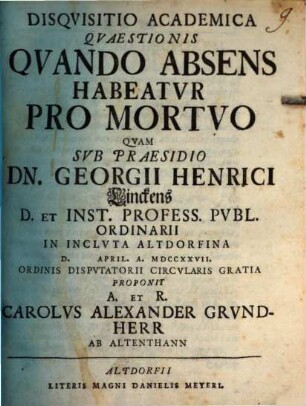 DISQVISITIO ACADEMICA
QVAESTIONIS
QVANDO ABSENS
HABEATVR
PRO MORTVO
QVAM
SVB PRAESIDIO
DN. GEORGII HENRICI
Linckens
D. ET INST. PROFESS. PVBL.
ORDINARII
IN INCLVTA ALTDORFINA
D. APRIL. A. MDCCXXVII.
ORDINIS DISPVTATORII CIRCVLARIS GRATIA
PROPONIT
A. ET R.
CAROLVS ALEXANDER GRVND-
HERR
AB ALTENTHANN
ALTDORFII
LITERIS MAGNI DANIELIS MEYERI.